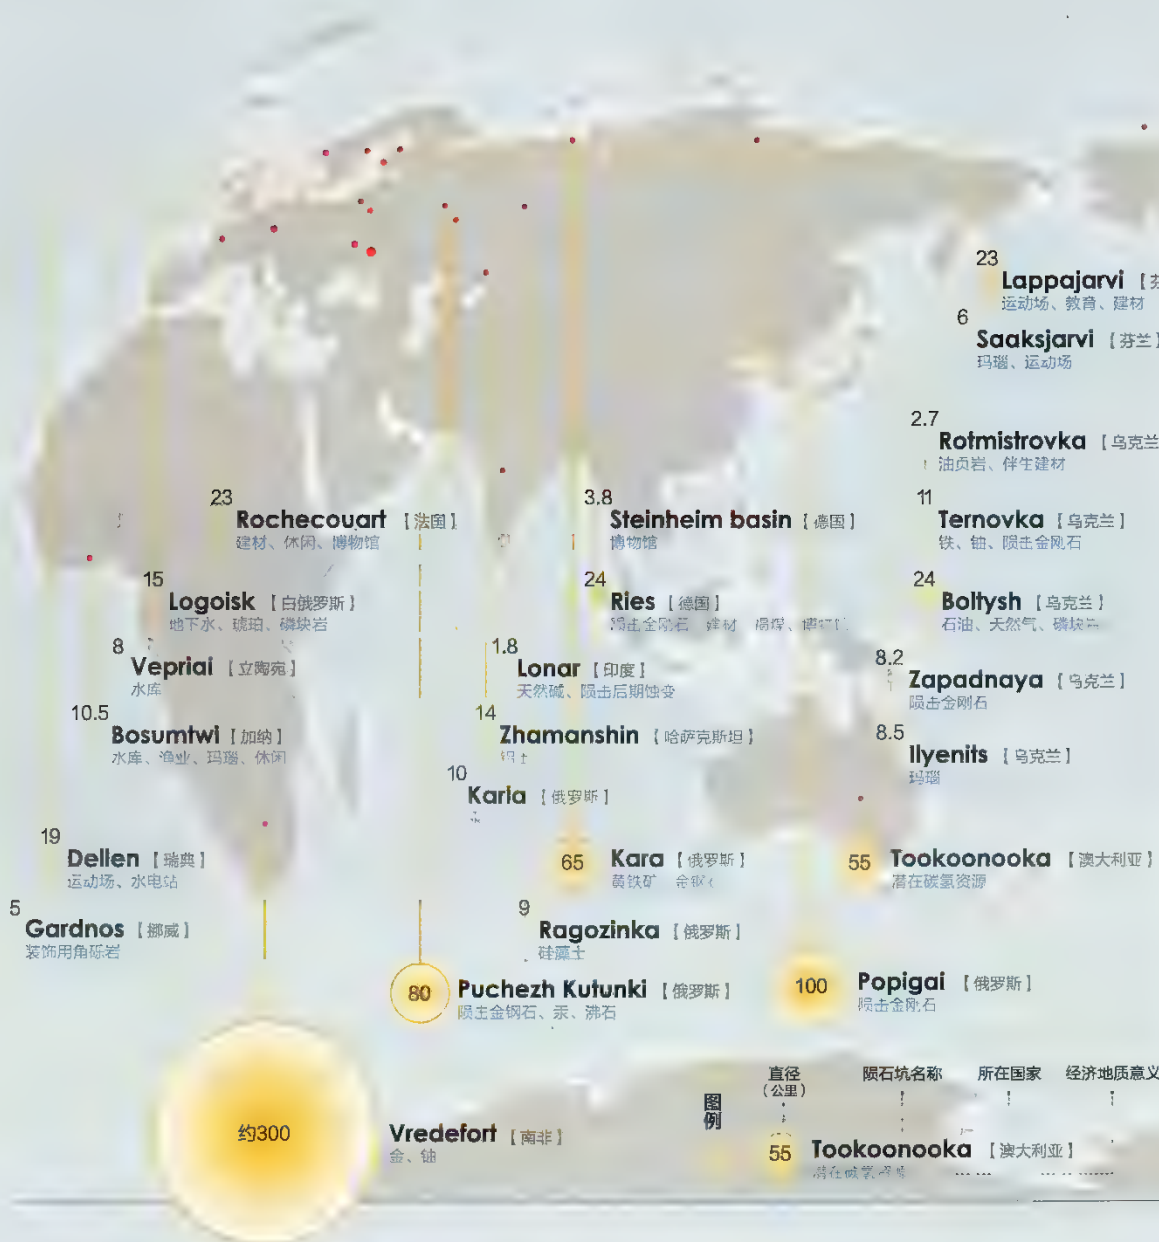 23
Lappajarvi 【芬
运动场、教育、建材
6
Saaksjarvi 【芬兰】
玛瑙、运动场
2.7
Rotmistrovka 【乌克兰
油页岩、伴生建材
23
Rochecouart 【法国】
建材、休闲、博物馆
3.8
Steinheim basin 【德国】
博物馆
11
Ternovka 【乌克兰】
铁、铀、陨击金刚石
15
Logoisk 【白俄罗斯】
地下水、琥珀、磷块岩
24
Ries 【德国】
陨击金刚石 建材
24
Boltysh 【乌克兰】
石油、天然气、磷块
8
Vepriai 【立陶宛】
水库
1.8
Lonar 【印度】
天然碱、陨击后期蚀变
8.2
Zapadnaya 【乌克兰】
陨击金刚石
10.5
Bosumtwi 【加纳】
水库、渔业、玛瑙、休闲
14
Zhamanshin 【哈萨克斯坦】
8.5
Ilyenits 【乌克兰】
玛瑙
10
Karla 【俄罗斯】
19
Dellen 【瑞典】
运动场、水电站
65
Kara 【俄罗斯】
黄铁矿
55
Tookoonooka 【澳大利亚】
潜在碳氢资源
5
Gardnos 【挪威】
装饰用角砾岩
9
Ragozinka 【俄罗斯】
硅藻土
80
Puchezh Kutunki 【俄罗斯】
陨击金钢石、汞、沸石
100
Popigai 【俄罗斯】
陨击金刚石
约300
Vredefort 【南非】
金、铀
图例
直径
（公里）
陨石坑名称
所在国家
经济地质意义
55
Tookoonooka 【澳大利亚】